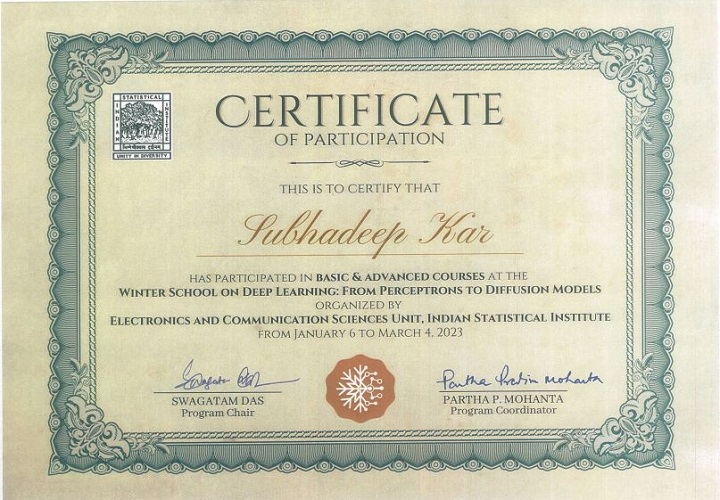 STATISTICAL
INDIAN
INSTITUTE
UNITY IN DIVERSITY
CERTIFICATE
OF PARTICIPATION
THIS IS TO CERTIFY THAT
Subhadeep Kar
HAS PARTICIPATED IN BASIC & ADVANCED COURSES AT THE
WINTER SCHOOL ON DEEP LEARNING: FROM PERCEPTRONS TO DIFFUSION MODELS
ORGANIZED BY
ELECTRONICS AND COMMUNICATION SCIENCES UNIT, INDIAN STATISTICAL INSTITUTE
FROM JANUARY 6 TO MARCH 4, 2023
Swagatam Das
Partha Pratim Mohanta
SWAGATAM DAS
Program Chair
PARTHA P. MOHANTA
Program Coordinator